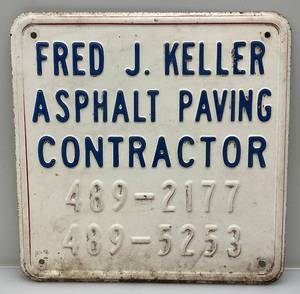 FRED J. KELLER
ASPHALT PAVING
CONTRACTOR
489-2177
489-5253